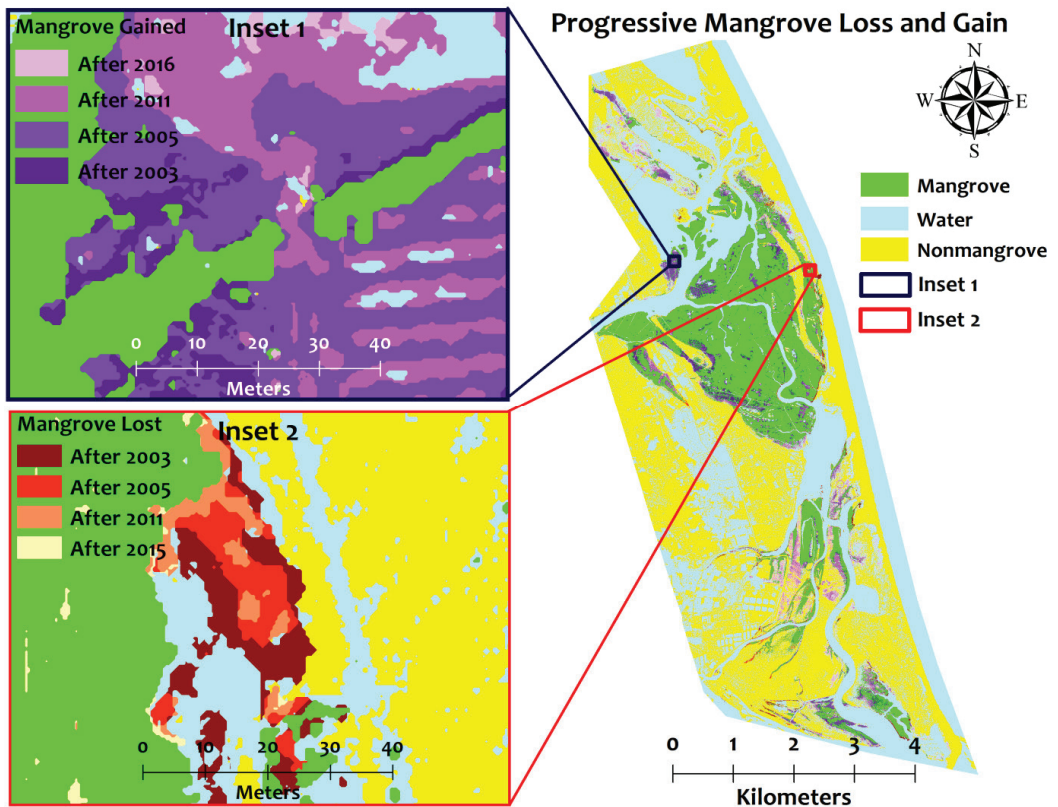 Progressive Mangrove Loss and Gain
Inset 1
Mangrove Gained
After 2016
After 2011
After 2005
After 2003
0 10 20 30 40
Meters
Inset 2
Mangrove Lost
After 2003
After 2005
After 2011
After 2015
0 10 20 30 40
Meters
N
W E
S
Mangrove
Water
Nonmangrove
Inset 1
Inset 2
0 1 2 3 4
Kilometers